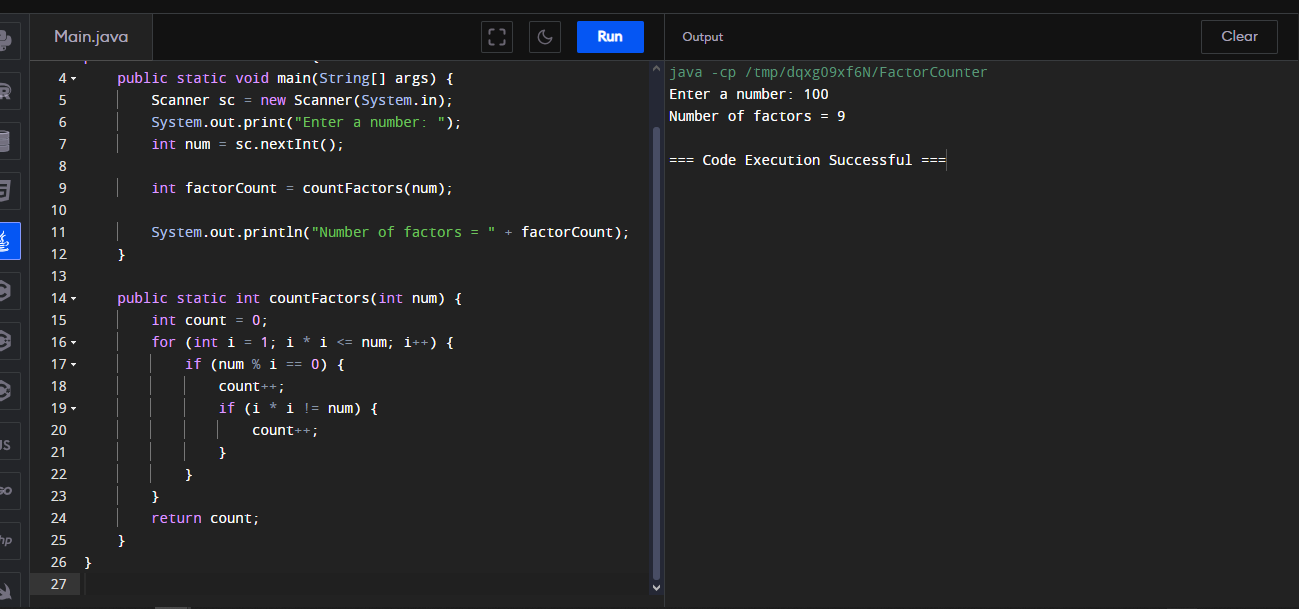 Main.java
Run
Output
Clear
4 public static void main(String[] args) {
5 Scanner sc = new Scanner(System.in);
6 System.out.print("Enter a number: ");
7 int num = sc.nextInt();
8
9 int factorCount = countFactors(num);
10
11 System.out.println("Number of factors = " + factorCount);
12 }
13
14 public static int countFactors(int num) {
15 int count = 0;
16 for (int i = 1; i * i <= num; i++) {
17 if (num % i == 0) {
18 count++;
19 if (i * i != num) {
20 count++;
21 }
22 }
23 }
24 return count;
25 }
26 }
27
java -cp /tmp/dqxgO9xf6N/FactorCounter
Enter a number: 100
Number of factors = 9
=== Code Execution Successful ===